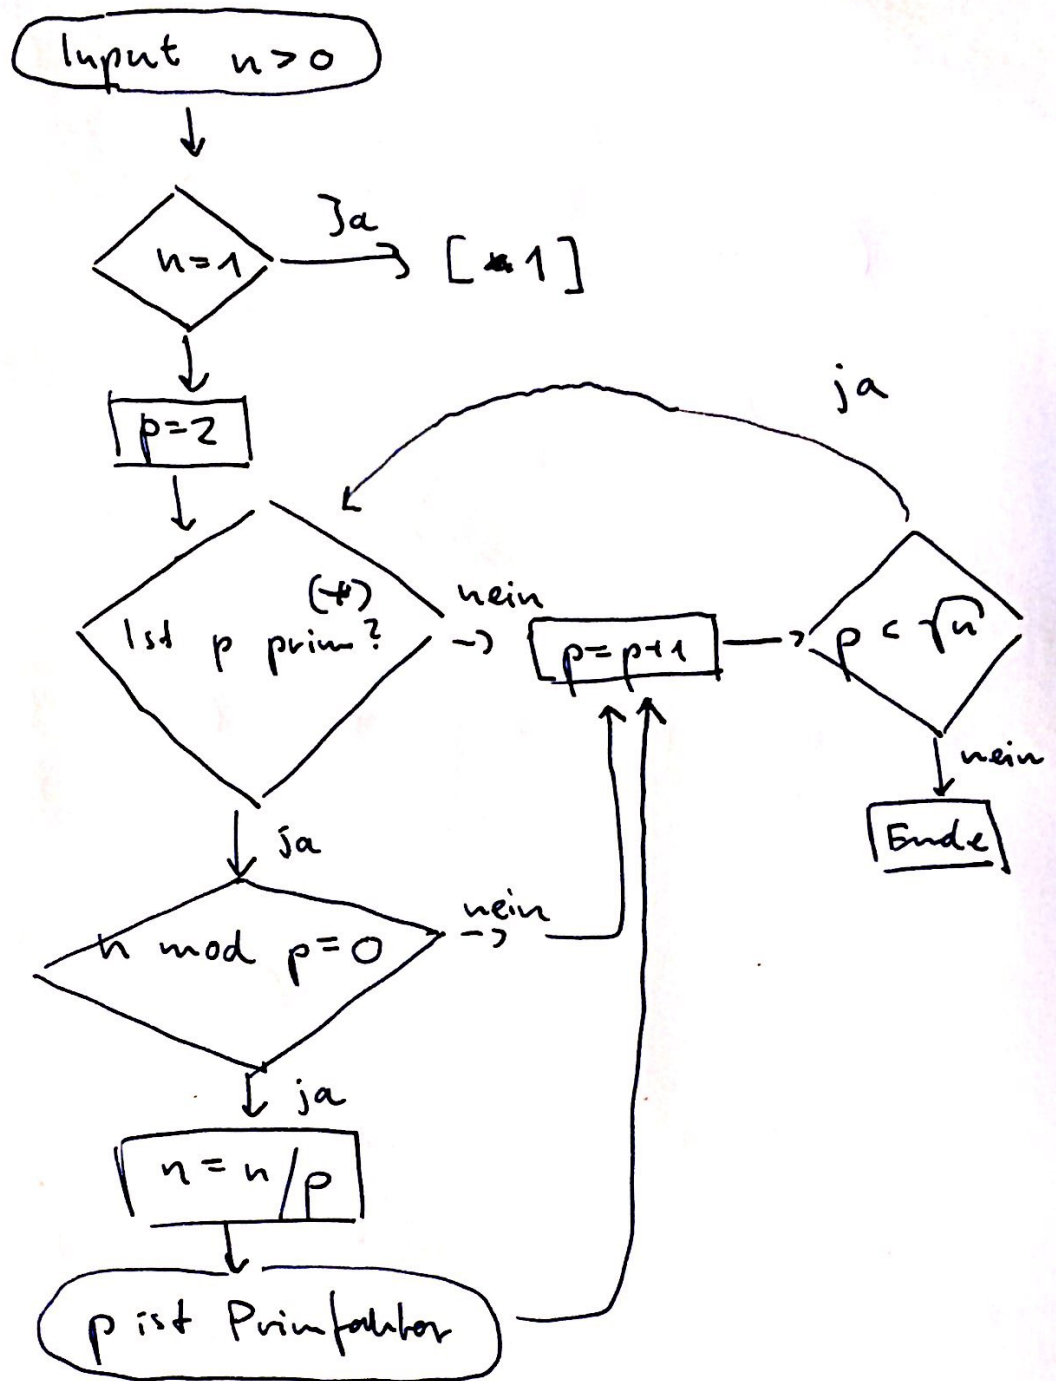 Input n>0
Ja
n=1
[1]
p=2
ja
(*)
Ist p prim?
nein
p=p+1
p<√n
nein
Ende
ja
n mod p=0
nein
ja
n=n/p
p ist Primfaktor